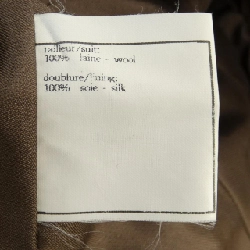 tailleur/suit:
100% laine - wool
doublure/lining:
100% soie - silk